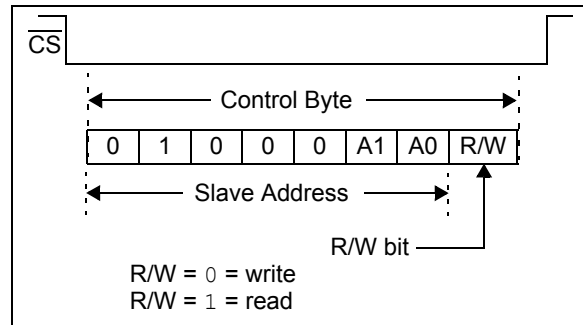 CS
Control Byte
0 1 0 0 0 A1 A0 R/W
Slave Address
R/W bit
R/W = 0 = write
R/W = 1 = read